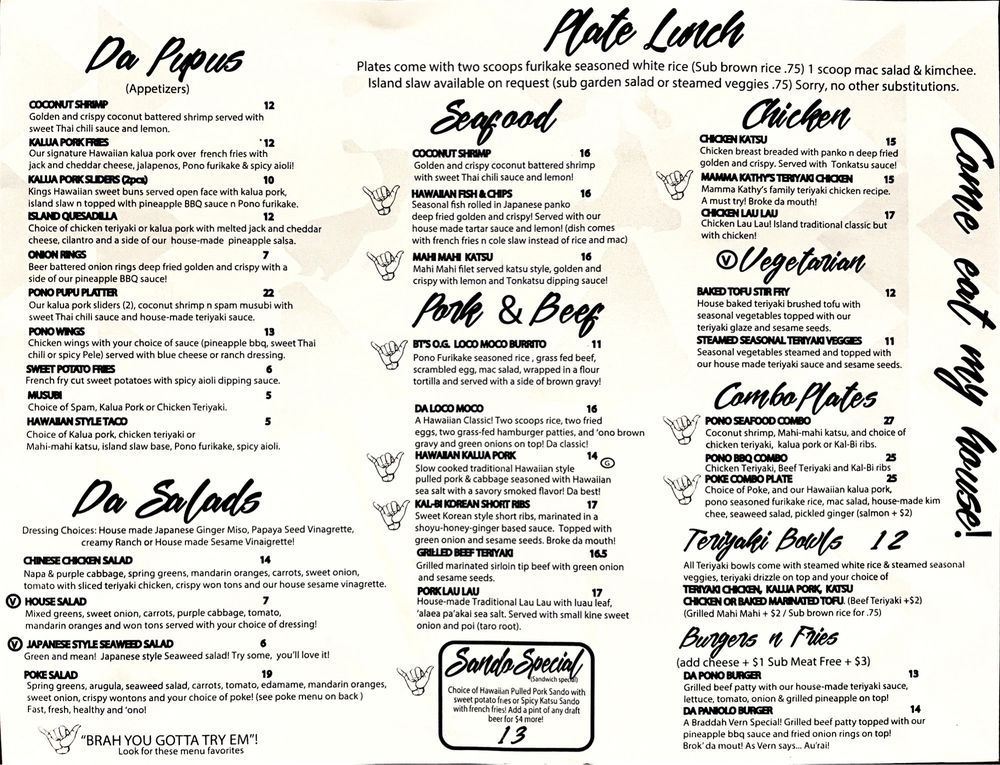 Da Pupus
(Appetizers)
COCONUT SHRIMP 12
Golden and crispy coconut battered shrimp served with
sweet Thai chili sauce and lemon.
KALUA PORK FRIES 12
Our signature Hawaiian kalua pork over french fries with
jack and cheddar cheese, jalapenos, Pono furikake & spicy aioli!
KALUA PORK SLIDERS (2pcs) 10
Kings Hawaiian sweet buns served open face with kalua pork,
island slaw n topped with pineapple BBQ sauce n Pono furikake.
ISLAND QUESADILLA 12
Choice of chicken teriyaki or kalua pork with melted jack and cheddar
cheese, cilantro and a side of our house-made pineapple salsa.
ONION RINGS 7
Beer battered onion rings deep fried golden and crispy with a
side of our pineapple BBQ sauce!
PONO PUPU PLATTER 22
Our kalua pork sliders (2), coconut shrimp n spam musubi with
sweet Thai chili sauce and house-made teriyaki sauce.
PONO WINGS 13
Chicken wings with your choice of sauce (pineapple bbq, sweet Thai
chili or spicy Pele) served with blue cheese or ranch dressing.
SWEET POTATO FRIES 6
French fry cut sweet potatoes with spicy aioli dipping sauce.
MUSUBI 5
Choice of Spam, Kalua Pork or Chicken Teriyaki.
HAWAIIAN STYLE TACO 5
Choice of Kalua pork, chicken teriyaki or
Mahi-mahi katsu, island slaw base, Pono furikake, spicy aioli.
Da Salads
Dressing Choices: House made Japanese Ginger Miso, Papaya Seed Vinagrette,
creamy Ranch or House made Sesame Vinaigrette!
CHINESE CHICKEN SALAD 14
Napa & purple cabbage, spring greens, mandarin oranges, carrots, sweet onion,
tomato with sliced teriyaki chicken, crispy won tons and our house sesame vinagrette.
V HOUSE SALAD 7
Mixed greens, sweet onion, carrots, purple cabbage, tomato,
mandarin oranges and won tons served with your choice of dressing!
V JAPANESE STYLE SEAWEED SALAD 6
Green and mean! Japanese style Seaweed salad! Try some, you'll love it!
POKE SALAD 19
Spring greens, arugula, seaweed salad, carrots, tomato, edamame, mandarin oranges,
sweet onion, crispy wontons and your choice of poke! (see poke menu on back )
Fast, fresh, healthy and 'ono!
"BRAH YOU GOTTA TRY EM"!
Look for these menu favorites
Plate Lunch
Plates come with two scoops furikake seasoned white rice (Sub brown rice .75) 1 scoop mac salad & kimchee.
Island slaw available on request (sub garden salad or steamed veggies .75) Sorry, no other substitutions.
Seafood
COCONUT SHRIMP 16
Golden and crispy coconut battered shrimp
with sweet Thai chili sauce and lemon!
HAWAIIAN FISH & CHIPS 16
Seasonal fish rolled in Japanese panko
deep fried golden and crispy! Served with our
house made tartar sauce and lemon! (dish comes
with french fries n cole slaw instead of rice and mac)
MAHI MAHI KATSU 16
Mahi Mahi filet served katsu style, golden and
crispy with lemon and Tonkatsu dipping sauce!
Pork & Beef
BT'S O.G. LOCO MOCO BURRITO 11
Pono Furikake seasoned rice , grass fed beef,
scrambled egg, mac salad, wrapped in a flour
tortilla and served with a side of brown gravy!
DA LOCO MOCO 16
A Hawaiian Classic! Two scoops rice, two fried
eggs, two grass-fed hamburger patties, and 'ono brown
gravy and green onions on top! Da classic!
HAWAIIAN KALUA PORK 14 G
Slow cooked traditional Hawaiian style
pulled pork & cabbage seasoned with Hawaiian
sea salt with a savory smoked flavor! Da best!
KAL-BI KOREAN SHORT RIBS 17
Sweet Korean style short ribs, marinated in a
shoyu-honey-ginger based sauce. Topped with
green onion and sesame seeds. Broke da mouth!
GRILLED BEEF TERIYAKI 16.5
Grilled marinated sirloin tip beef with green onion
and sesame seeds.
PORK LAU LAU 17
House-made Traditional Lau Lau with luau leaf,
'alaea pa'akai sea salt. Served with small kine sweet
onion and poi (taro root).
Sando Special
(Sandwich special)
Choice of Hawaiian Pulled Pork Sando with
sweet potato fries or Spicy Katsu Sando
with french fries! Add a pint of any draft
beer for $4 more!
13
Chicken
CHICKEN KATSU 15
Chicken breast breaded with panko n deep fried
golden and crispy. Served with Tonkatsu sauce!
MAMMA KATHY'S TERIYAKI CHICKEN 15
Mamma Kathy's family teriyaki chicken recipe.
A must try! Broke da mouth!
CHICKEN LAU LAU 17
Chicken Lau Lau! Island traditional classic but
with chicken!
V Vegetarian
BAKED TOFU STIR FRY 12
House baked teriyaki brushed tofu with
seasonal vegetables topped with our
teriyaki glaze and sesame seeds.
STEAMED SEASONAL TERIYAKI VEGGIES 11
Seasonal vegetables steamed and topped with
our house made teriyaki sauce and sesame seeds.
Combo Plates
PONO SEAFOOD COMBO 27
Coconut shrimp, Mahi-mahi katsu, and choice of
chicken teriyaki, kalua pork or Kal-Bi ribs.
PONO BBQ COMBO 25
Chicken Teriyaki, Beef Teriyaki and Kal-Bi ribs
POKE COMBO PLATE 25
Choice of Poke, and our Hawaiian kalua pork,
pono seasoned furikake rice, mac salad, house-made kim
chee, seaweed salad, pickled ginger (salmon + $2)
Teriyaki Bowls 12
All Teriyaki bowls come with steamed white rice & steamed seasonal
veggies, teriyaki drizzle on top and your choice of
TERIYAKI CHICKEN, KALUA PORK, KATSU
CHICKEN OR BAKED MARINATED TOFU. (Beef Teriyaki +$2)
(Grilled Mahi Mahi + $2 / Sub brown rice for .75)
Burgers n Fries
(add cheese + $1 Sub Meat Free + $3)
DA PONO BURGER 13
Grilled beef patty with our house-made teriyaki sauce,
lettuce, tomato, onion & grilled pineapple on top!
DA PANIOLO BURGER 14
A Braddah Vern Special! Grilled beef patty topped with our
pineapple bbq sauce and fried onion rings on top!
Brok' da mout! As Vern says... Au'rai!
Come eat my house!